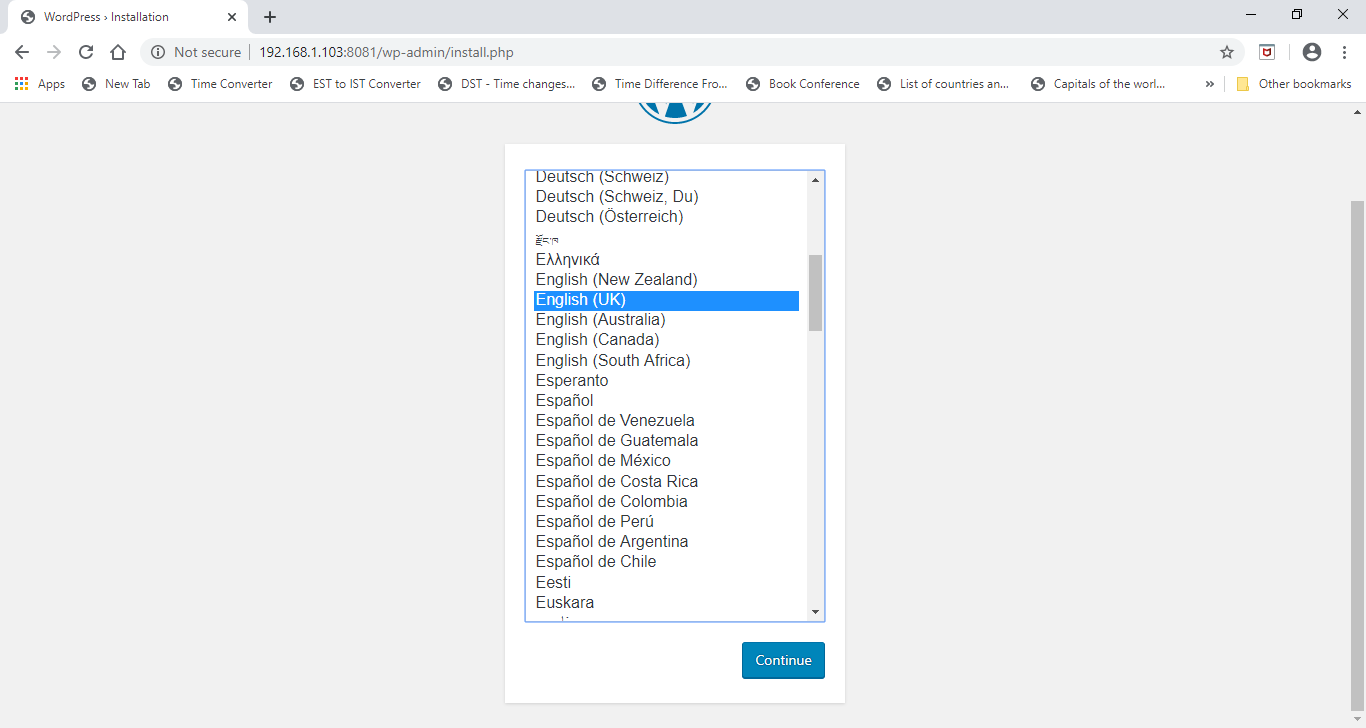 WordPress › Installation
Not secure
192.168.1.103:8081/wp-admin/install.php
Apps
New Tab
Time Converter
EST to IST Converter
DST - Time changes...
Time Difference Fro...
Book Conference
List of countries an...
Capitals of the worl...
»
Other bookmarks
Deutsch (Schweiz)
Deutsch (Schweiz, Du)
Deutsch (Österreich)
རྫོང་ཁ
Ελληνικά
English (New Zealand)
English (UK)
English (Australia)
English (Canada)
English (South Africa)
Esperanto
Español
Español de Venezuela
Español de Guatemala
Español de México
Español de Costa Rica
Español de Colombia
Español de Perú
Español de Argentina
Español de Chile
Eesti
Euskara
Continue